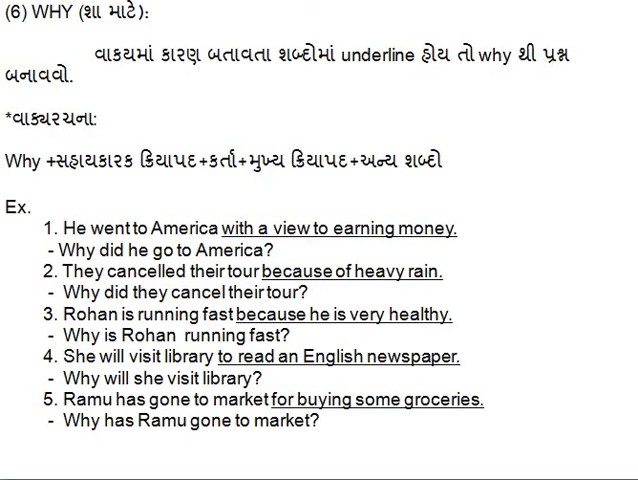 (6) WHY (શા માટે):
વાકયમાં કારણ બતાવતા શબ્દોમાં underline હોય તો why થી પ્રશ્ન
બનાવવો.
*વાક્યરચના:
Why +સહાયકારક ક્રિયાપદ+કર્તા+મુખ્ય ક્રિયાપદ+અન્ય શબ્દો
Ex.
1. He went to America with a view to earning money.
- Why did he go to America?
2. They cancelled their tour because of heavy rain.
- Why did they cancel their tour?
3. Rohan is running fast because he is very healthy.
- Why is Rohan running fast?
4. She will visit library to read an English newspaper.
- Why will she visit library?
5. Ramu has gone to market for buying some groceries.
- Why has Ramu gone to market?